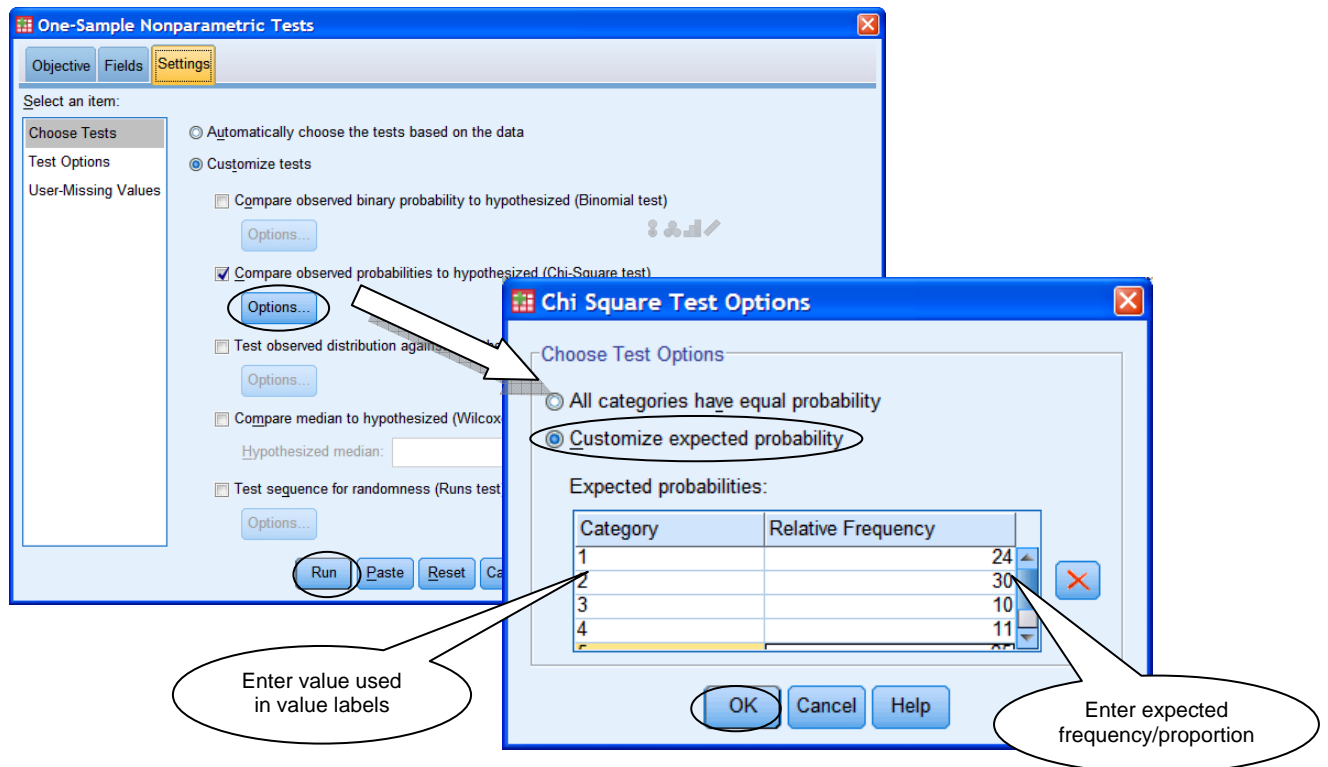 One-Sample Nonparametric Tests
Objective Fields Settings
Select an item:
Choose Tests
Test Options
User-Missing Values
Automatically choose the tests based on the data
Customize tests
Compare observed binary probability to hypothesized (Binomial test)
Options...
Compare observed probabilities to hypothesized (Chi-Square test)
Options...
Test observed distribution
Options...
Compare median to hypothesized
Hypothesized median:
Test sequence for randomness (Runs test
Options...
Run Paste Reset
Chi Square Test Options
Choose Test Options
All categories have equal probability
Customize expected probability
Expected probabilities:
Category Relative Frequency
1 24
2 30
3 10
4 11
OK Cancel Help
Enter value used
in value labels
Enter expected
frequency/proportion